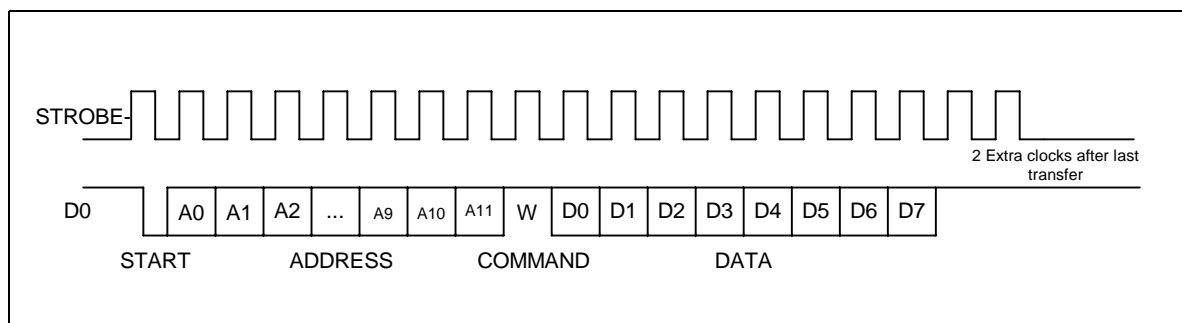 STROBE-
2 Extra clocks after last
transfer
D0 A0 A1 A2 ... A9 A10 A11 W D0 D1 D2 D3 D4 D5 D6 D7
START ADDRESS COMMAND DATA